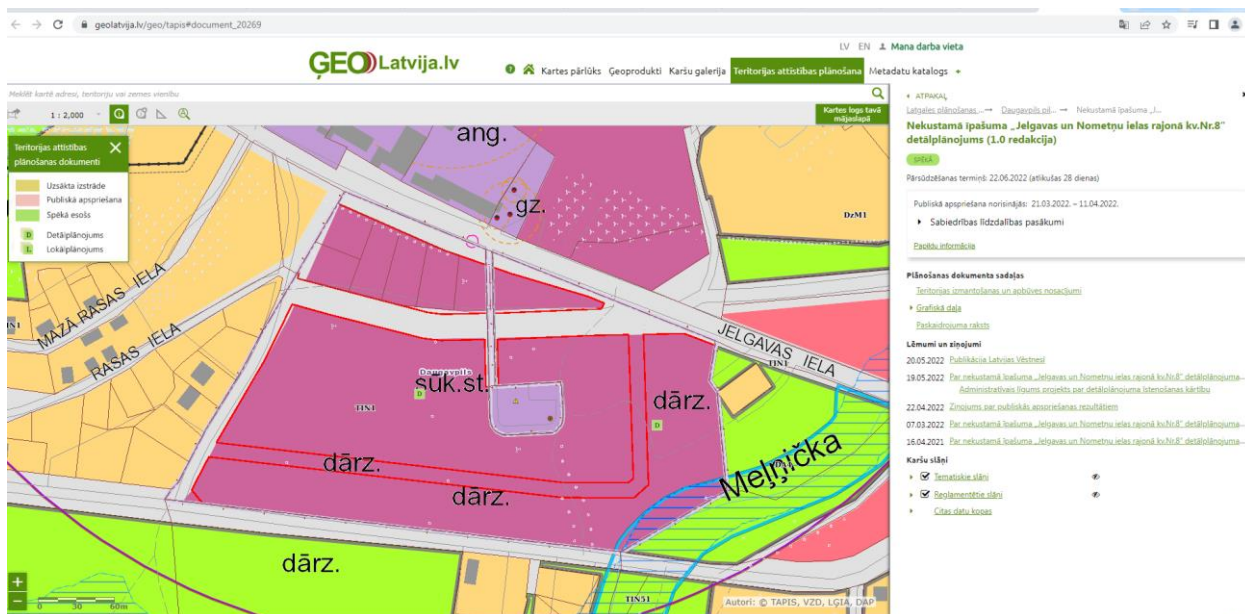 geolatvija.lv/geo/tapis#document_20269
LV EN Mana darba vieta
ĢEO Latvija.lv
Kartes pārlūks Ģeoprodukti Karšu galerija Teritorijas attīstības plānošana Metadatu katalogs
Meklēt kartē adresi, teritoriju vai zemes vienību
1 : 2,000
Kartes logs tavā
mājaslapā
Teritorijas attīstības
plānošanas dokumenti
Uzsākta izstrāde
Publiskā apspriešana
Spēkā esošs
D Detālplānojums
L Lokālplānojums
ang.
gz.
DzM1
MAZĀ RASAS IELA
RASAS IELA
JELGAVAS IELA
TIN1
Daugavpils
sūk.st.
D
TIN1
dārz.
D
dārz.
dārz.
Meļņička
dārz.
TIN51
0 30 60m
Autori: © TAPIS, VZD, LĢIA, DAP
ATPAKAĻ
Latgales plānošanas ... → Daugavpils pil... → Nekustamā īpašuma „J...
Nekustamā īpašuma „Jelgavas un Nometņu ielas rajonā kv.Nr.8”
detālplānojums (1.0 redakcija)
SPĒKĀ
Pārsūdzēšanas termiņš: 22.06.2022 (atlikušas 28 dienas)
Publiskā apspriešana norisinājās: 21.03.2022. – 11.04.2022.
Sabiedrības līdzdalības pasākumi
Papildu informācija
Plānošanas dokumenta sadaļas
Teritorijas izmantošanas un apbūves nosacījumi
Grafiskā daļa
Paskaidrojuma raksts
Lēmumi un ziņojumi
20.05.2022 Publikācija Latvijas Vēstnesī
19.05.2022 Par nekustamā īpašuma „Jelgavas un Nometņu ielas rajonā kv.Nr.8” detālplānojuma...
Administratīvais līgums projekts par detālplānojuma īstenošanas kārtību
22.04.2022 Ziņojums par publiskās apspriešanas rezultātiem
07.03.2022 Par nekustamā īpašuma „Jelgavas un Nometņu ielas rajonā kv.Nr.8” detālplānojuma...
16.04.2021 Par nekustamā īpašuma „Jelgavas un Nometņu ielas rajonā kv.Nr.8” detālplānojuma...
Karšu slāņi
Tematiskie slāņi
Reglamentētie slāņi
Citas datu kopas